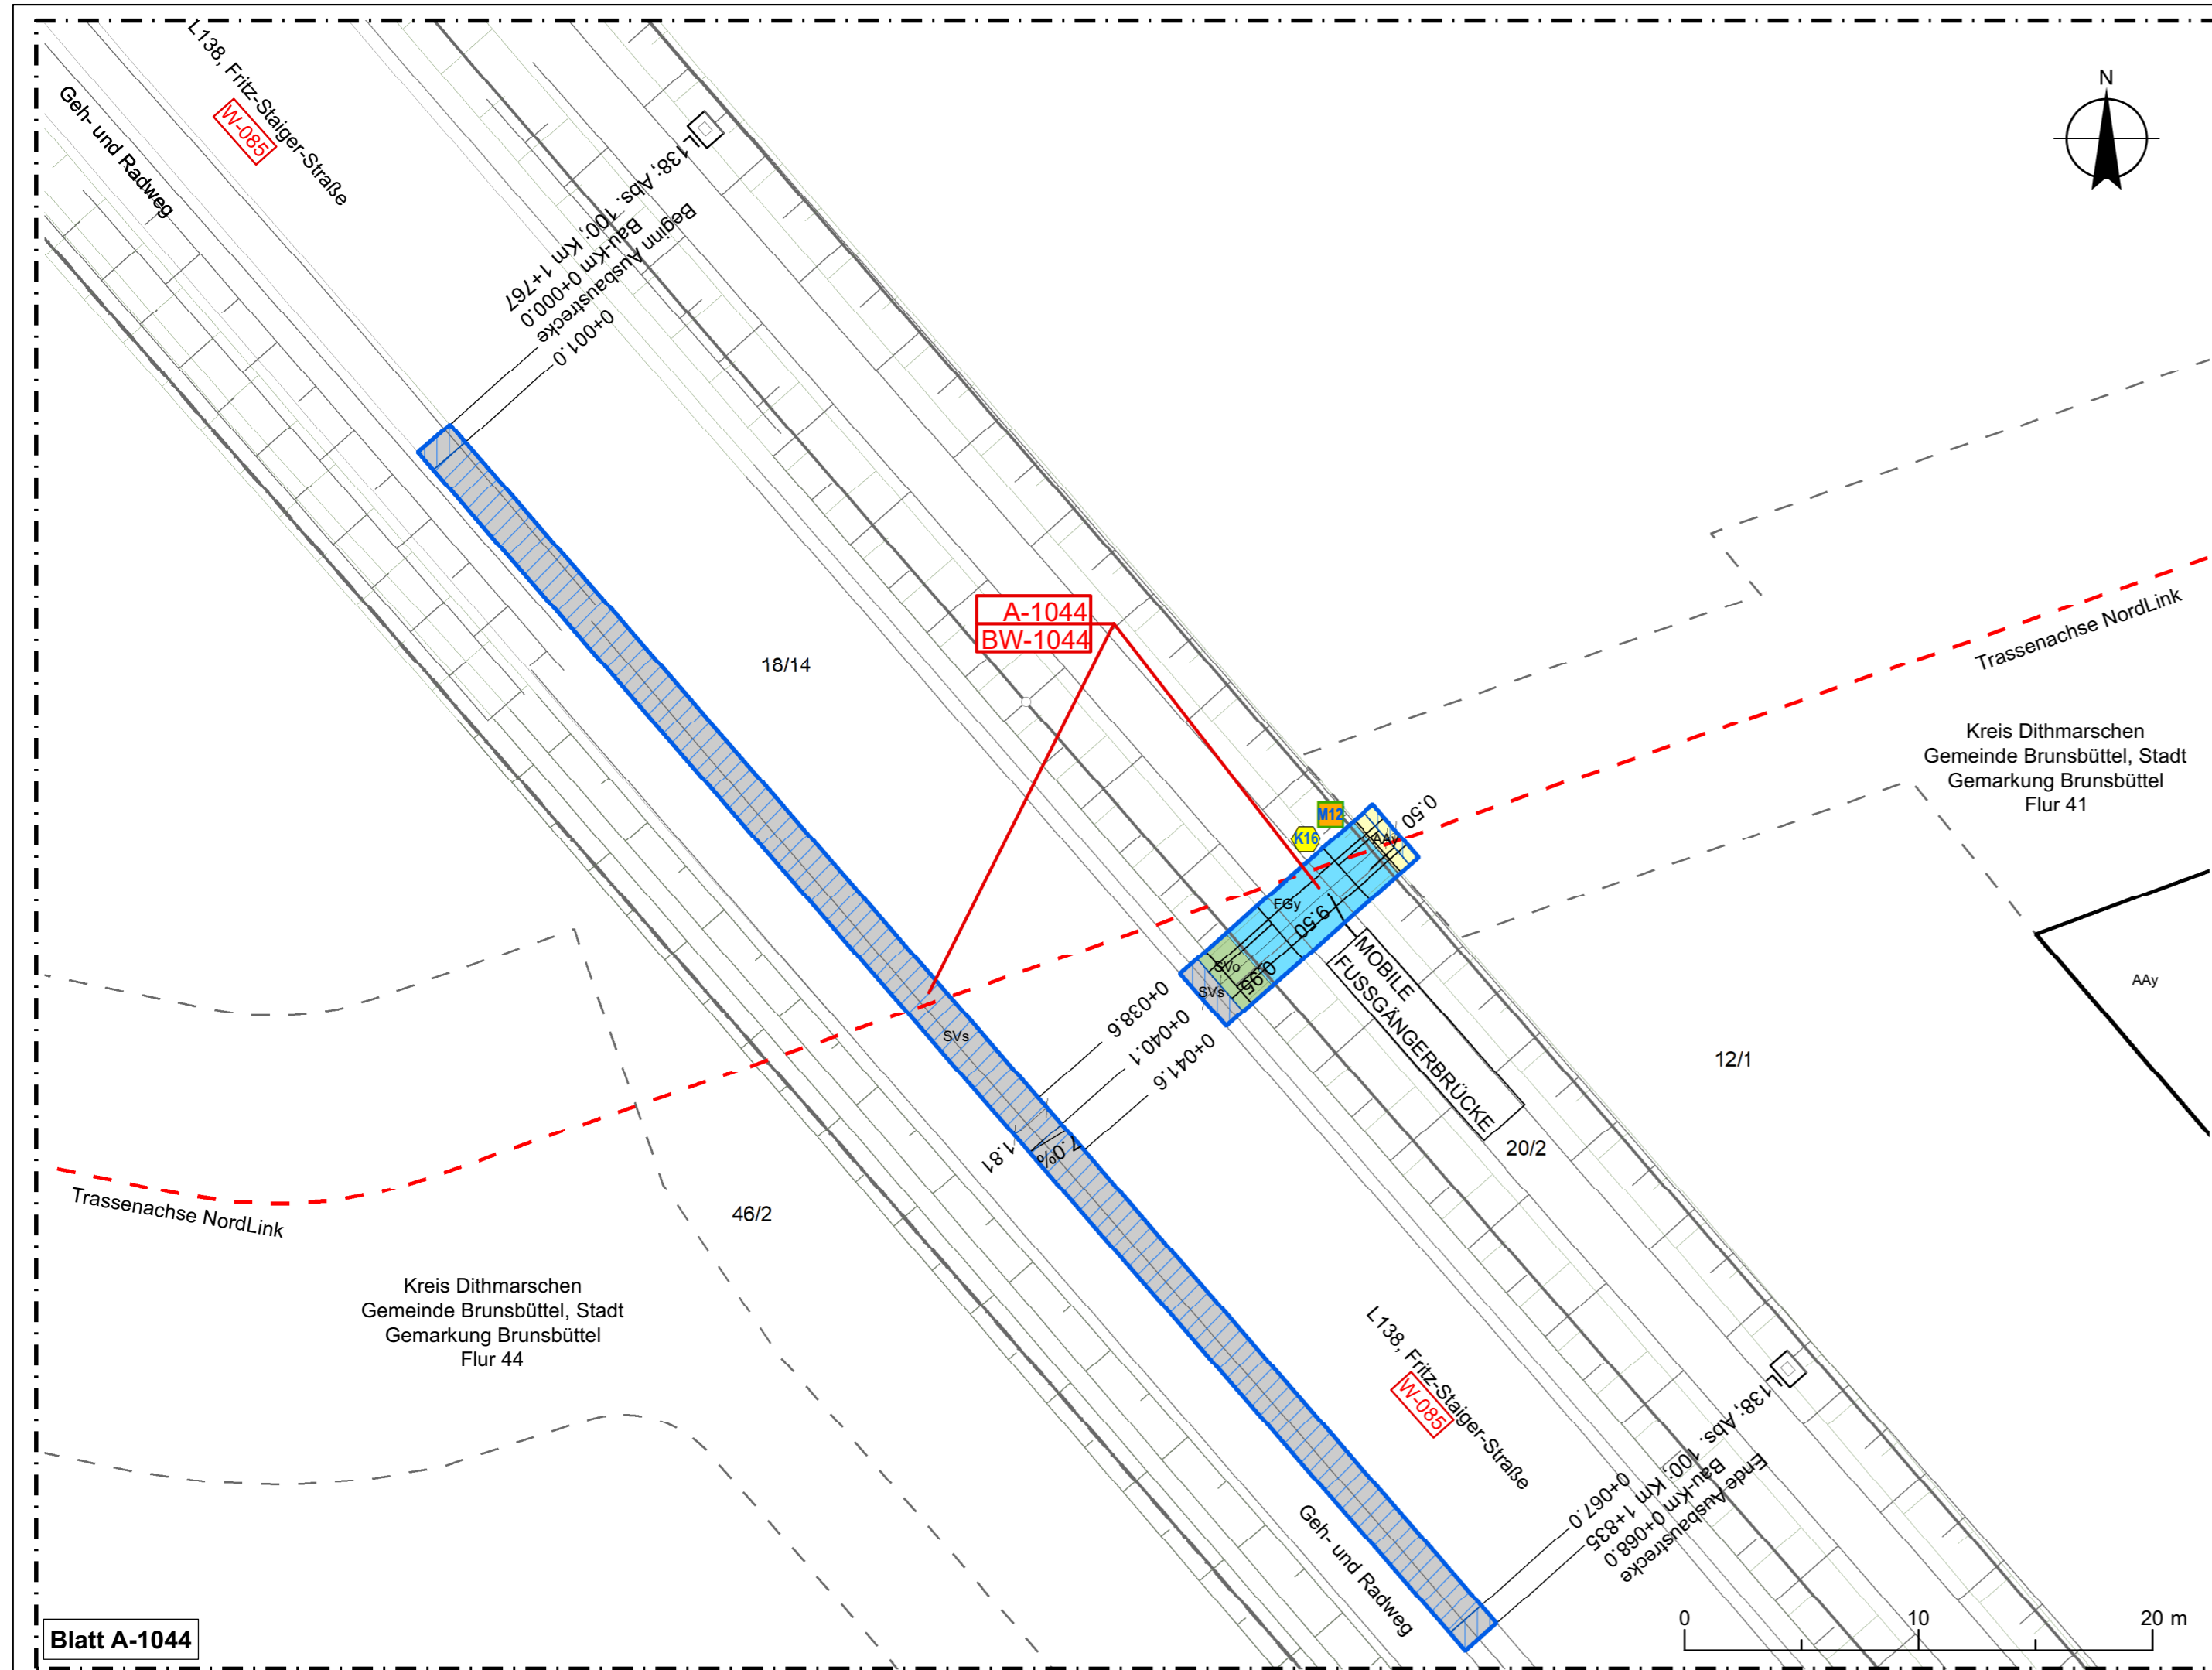 N
L138, Fritz-Staiger-Straße
W-085
Geh- und Radweg
L138; Abs. 100; Km 1+767
Bau-Km 0+000.0
Beginn Ausbaustrecke
0+001.0
A-1044
BW-1044
18/14
Trassenachse NordLink
Kreis Dithmarschen
Gemeinde Brunsbüttel, Stadt
Gemarkung Brunsbüttel
Flur 41
M12
K16
0.50
AAy
FGy
9.50
SVo
0.95
SVs
MOBILE
FUSSGÄNGERBRÜCKE
AAy
SVs
0+038.6
0+040.1
0+041.6
12/1
1.81
7.0%
20/2
46/2
Trassenachse NordLink
Kreis Dithmarschen
Gemeinde Brunsbüttel, Stadt
Gemarkung Brunsbüttel
Flur 44
L138, Fritz-Staiger-Straße
W-085
Geh- und Radweg
0+067.0
L138; Abs. 100; Km 1+835
Bau-Km 0+068.0
Ende Ausbaustrecke
0 10 20 m
Blatt A-1044